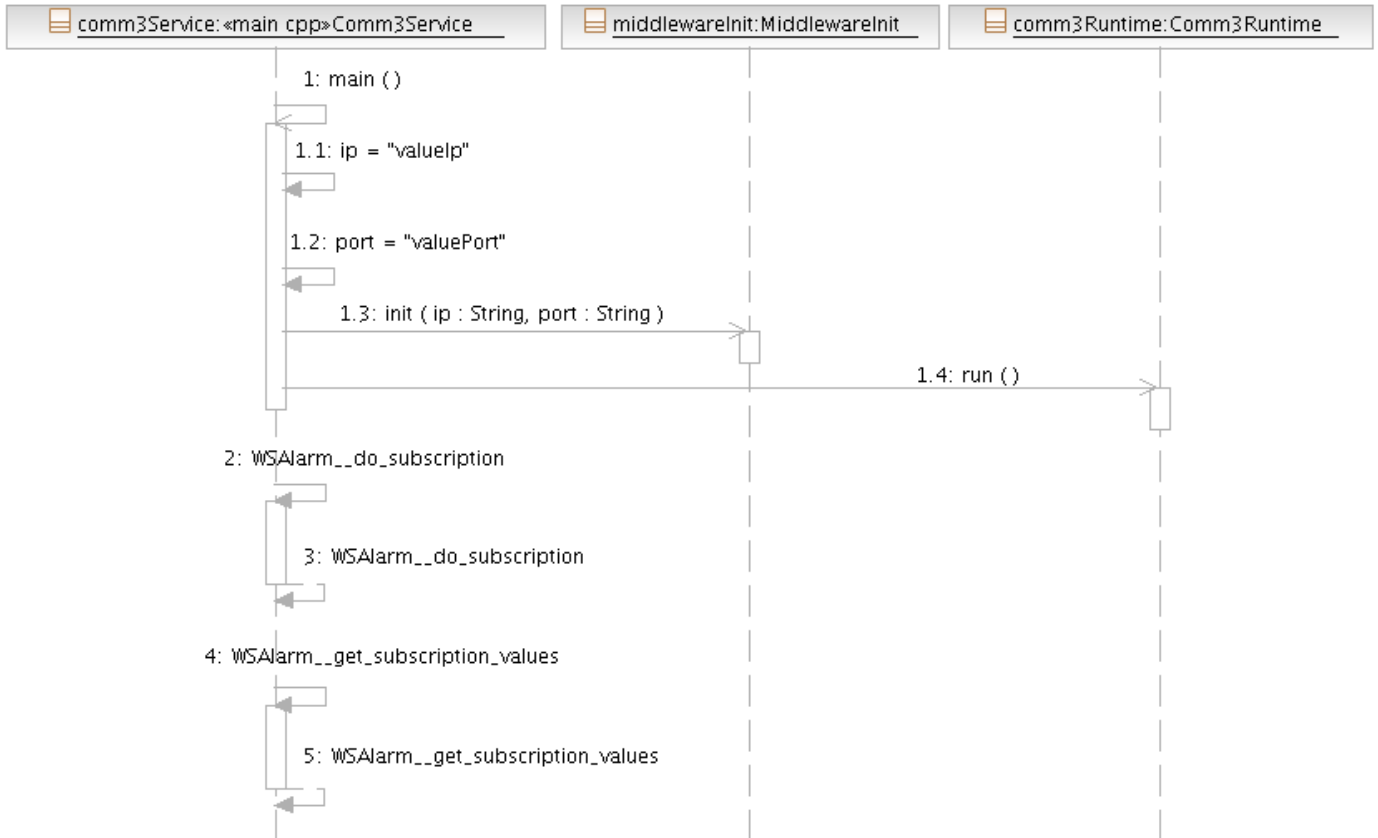 comm3Service:«main cpp»Comm3Service
middlewareInit:MiddlewareInit
comm3Runtime:Comm3Runtime
1: main ( )
1.1: ip = "valueIp"
1.2: port = "valuePort"
1.3: init ( ip : String, port : String )
1.4: run ( )
2: WSAlarm__do_subscription
3: WSAlarm__do_subscription
4: WSAlarm__get_subscription_values
5: WSAlarm__get_subscription_values